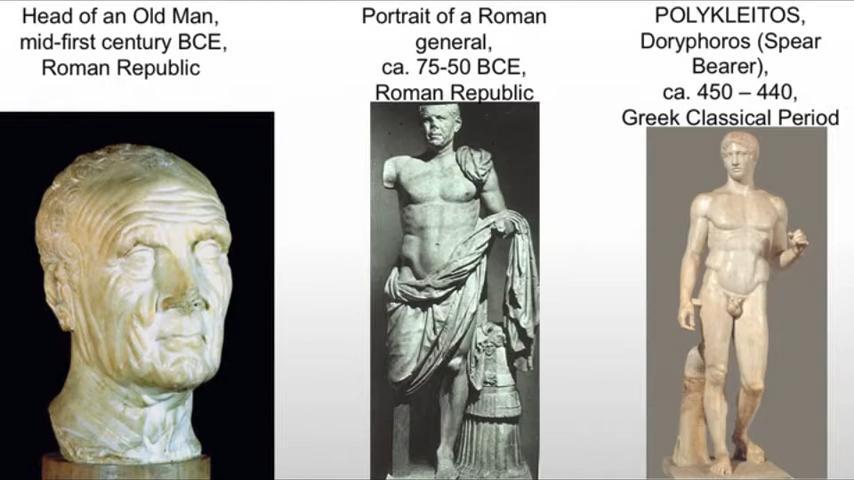 Head of an Old Man,
mid-first century BCE,
Roman Republic
Portrait of a Roman
general,
ca. 75-50 BCE,
Roman Republic
POLYKLEITOS,
Doryphoros (Spear
Bearer),
ca. 450 – 440,
Greek Classical Period